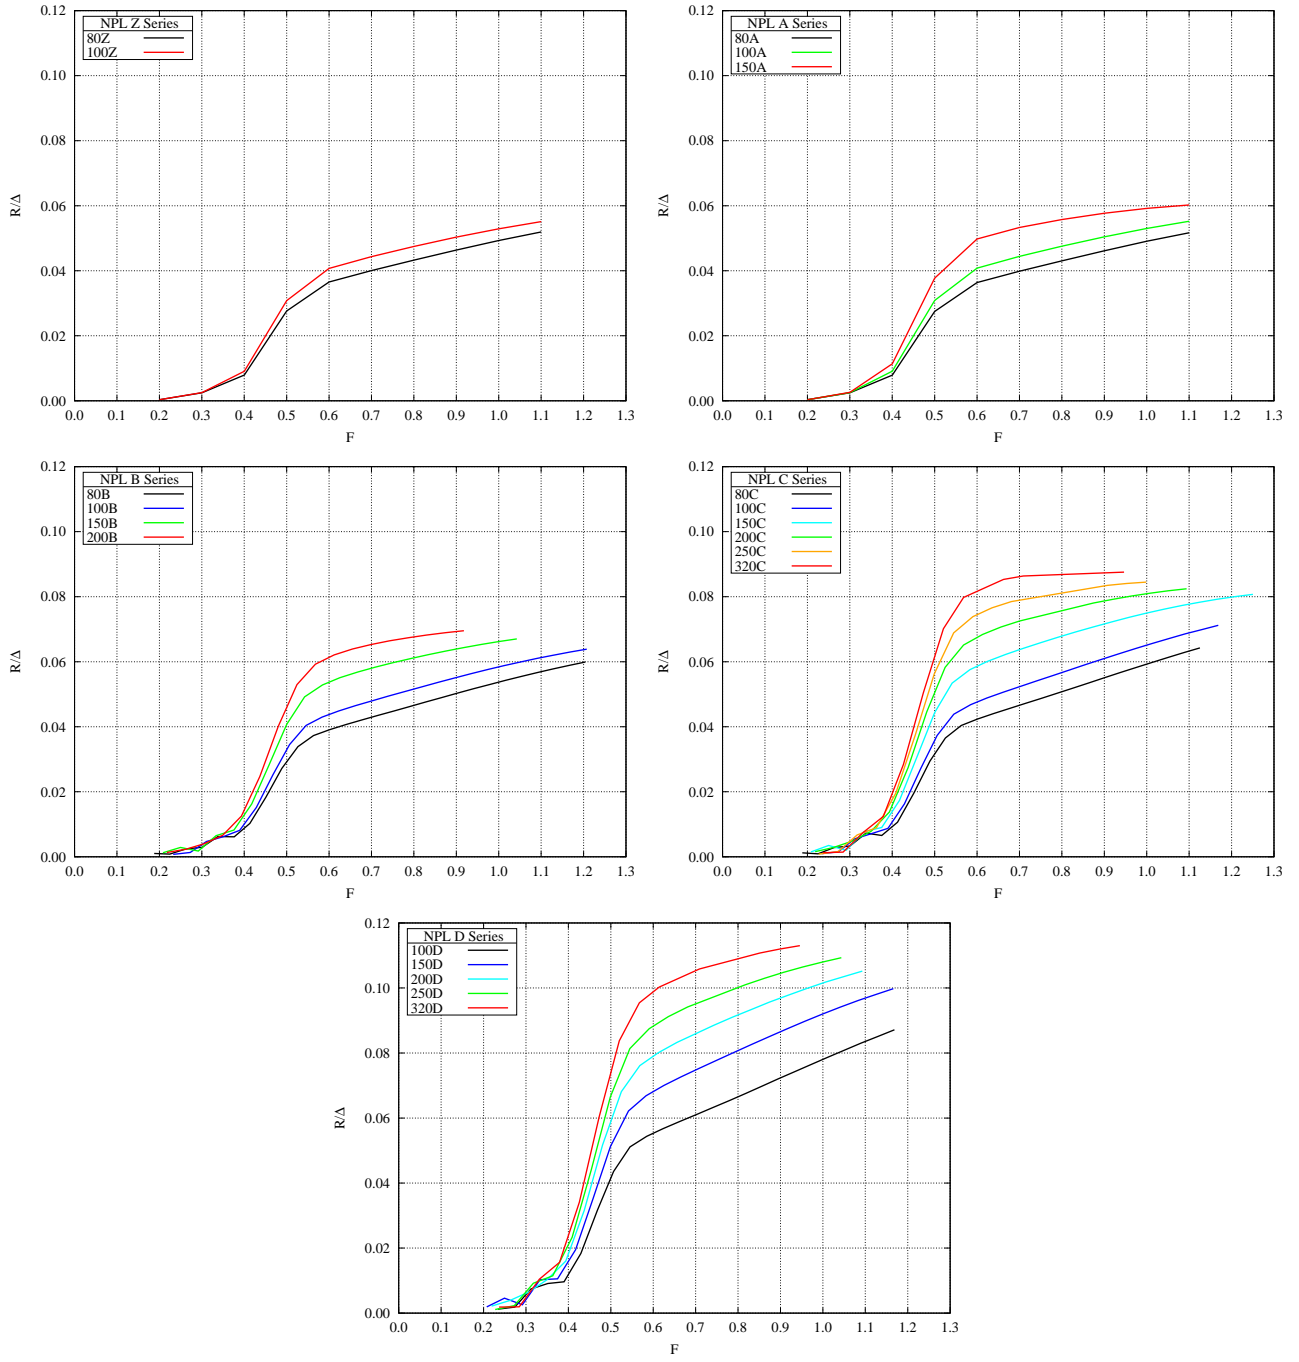 NPL Z Series
80Z
100Z
0.12
0.10
0.08
0.06
0.04
0.02
0.00
R/Δ
0.0 0.1 0.2 0.3 0.4 0.5 0.6 0.7 0.8 0.9 1.0 1.1 1.2 1.3
F
NPL A Series
80A
100A
150A
0.12
0.10
0.08
0.06
0.04
0.02
0.00
R/Δ
0.0 0.1 0.2 0.3 0.4 0.5 0.6 0.7 0.8 0.9 1.0 1.1 1.2 1.3
F
NPL B Series
80B
100B
150B
200B
0.12
0.10
0.08
0.06
0.04
0.02
0.00
R/Δ
0.0 0.1 0.2 0.3 0.4 0.5 0.6 0.7 0.8 0.9 1.0 1.1 1.2 1.3
F
NPL C Series
80C
100C
150C
200C
250C
320C
0.12
0.10
0.08
0.06
0.04
0.02
0.00
R/Δ
0.0 0.1 0.2 0.3 0.4 0.5 0.6 0.7 0.8 0.9 1.0 1.1 1.2 1.3
F
NPL D Series
100D
150D
200D
250D
320D
0.12
0.10
0.08
0.06
0.04
0.02
0.00
R/Δ
0.0 0.1 0.2 0.3 0.4 0.5 0.6 0.7 0.8 0.9 1.0 1.1 1.2 1.3
F